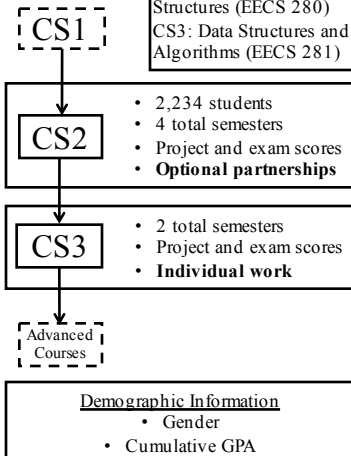 Structures (EECS 280)
CS3: Data Structures and
Algorithms (EECS 281)
CS1
CS2
• 2,234 students
• 4 total semesters
• Project and exam scores
• Optional partnerships
CS3
• 2 total semesters
• Project and exam scores
• Individual work
Advanced
Courses
Demographic Information
• Gender
• Cumulative GPA